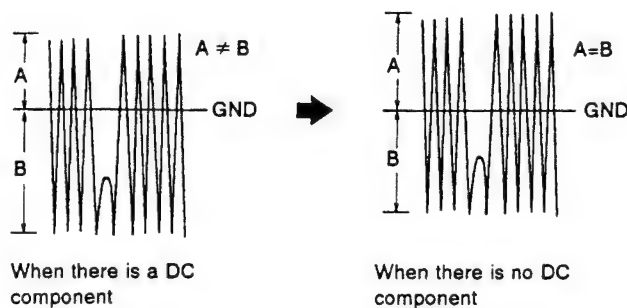 A ≠ B
A
GND
B
When there is a DC
component
A=B
A
GND
B
When there is no DC
component